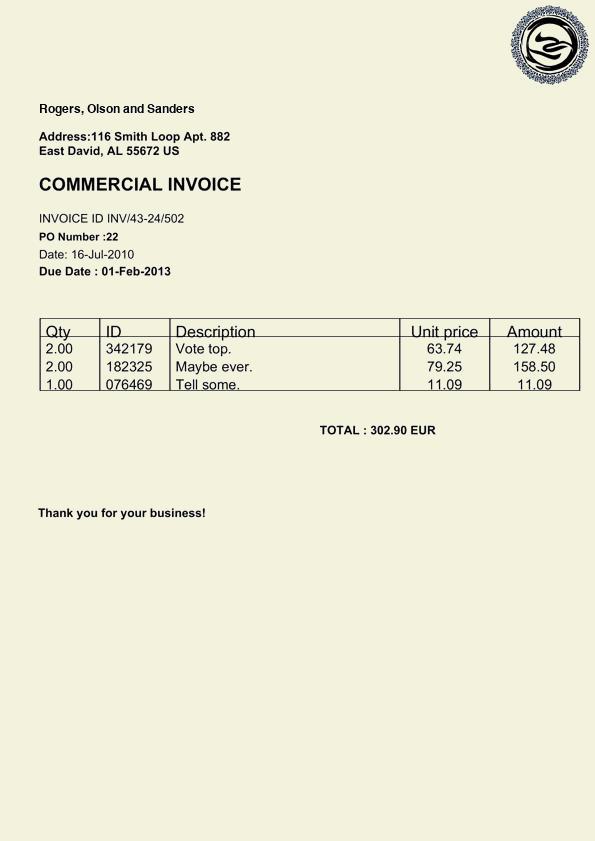 Rogers, Olson and Sanders
Address:116 Smith Loop Apt. 882
East David, AL 55672 US
COMMERCIAL INVOICE
INVOICE ID INV/43-24/502
PO Number :22
Date: 16-Jul-2010
Due Date : 01-Feb-2013
Qty ID Description Unit price Amount
2.00 342179 Vote top. 63.74 127.48
2.00 182325 Maybe ever. 79.25 158.50
1.00 076469 Tell some. 11.09 11.09
TOTAL : 302.90 EUR
Thank you for your business!